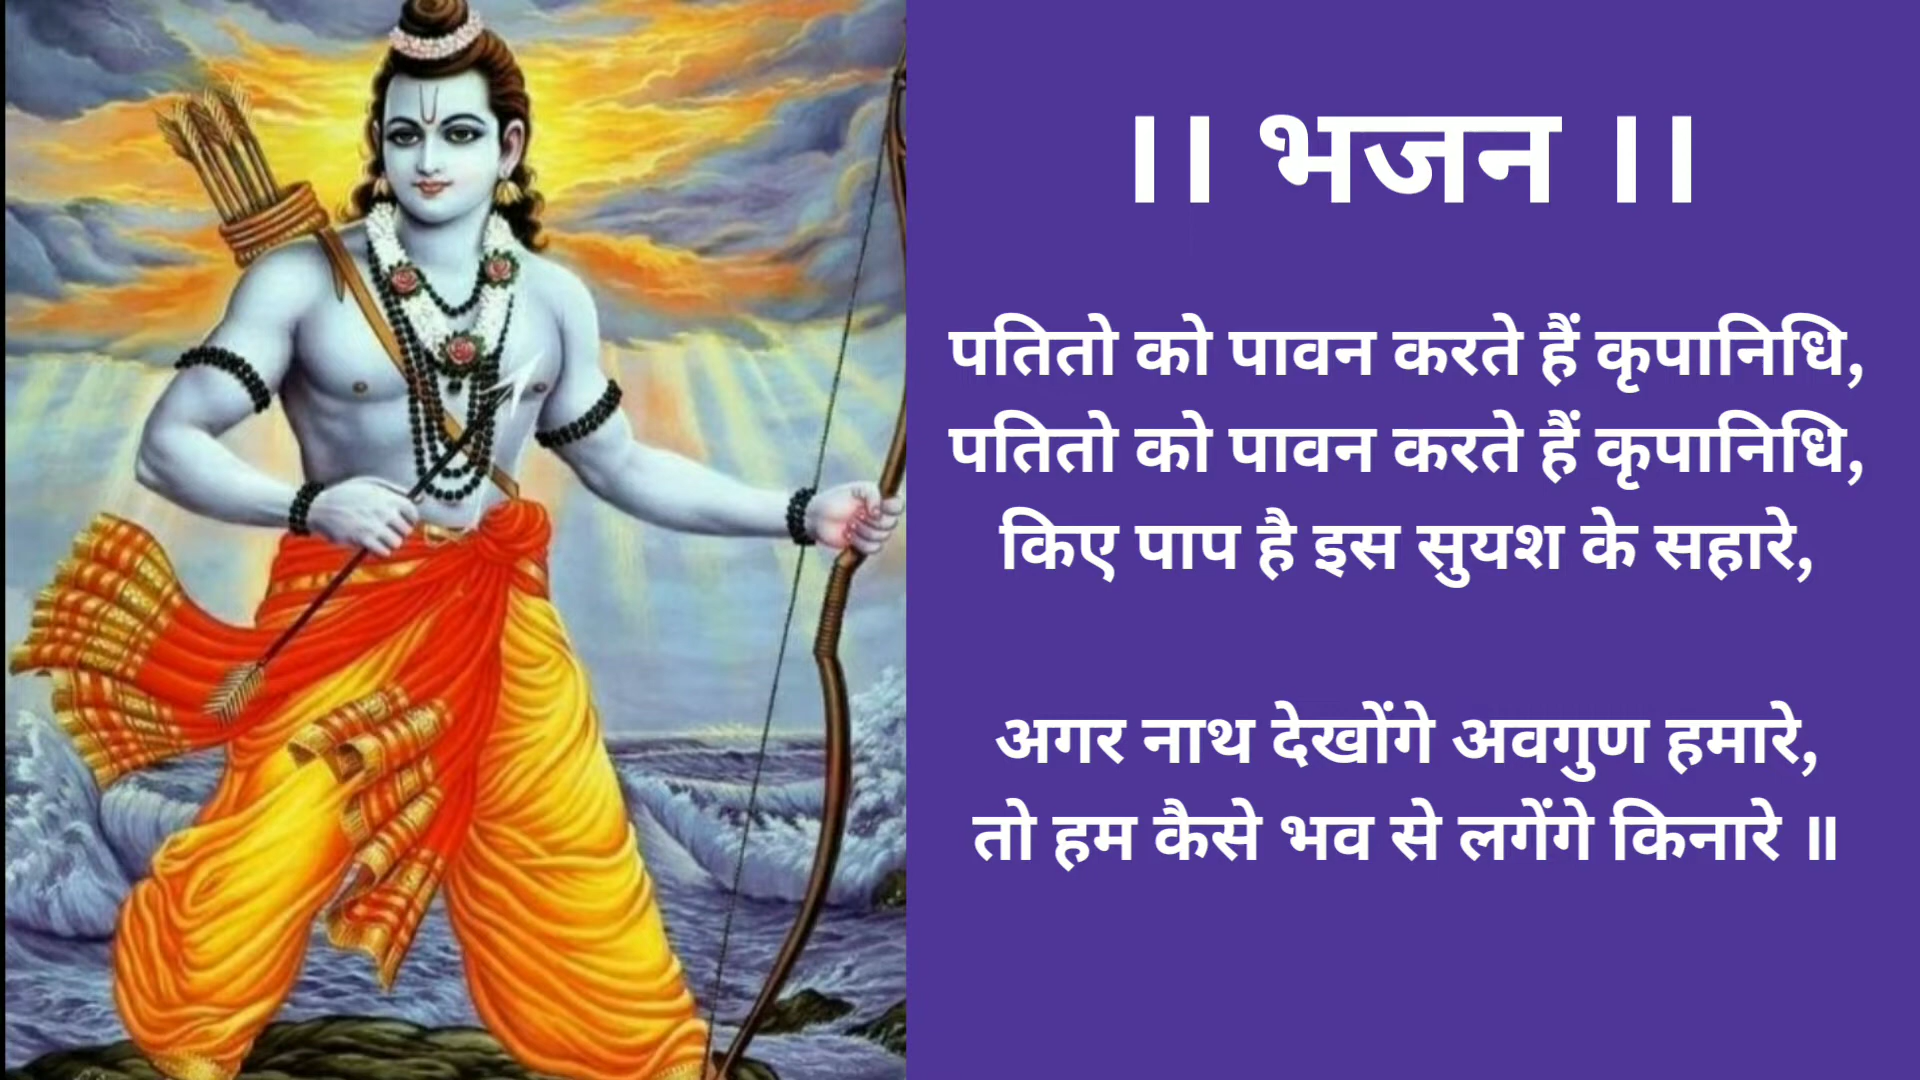 ।। भजन ।।
पतितो को पावन करते हैं कृपानिधि,
पतितो को पावन करते हैं कृपानिधि,
किए पाप है इस सुयश के सहारे,
अगर नाथ देखोंगे अवगुण हमारे,
तो हम कैसे भव से लगेंगे किनारे ॥